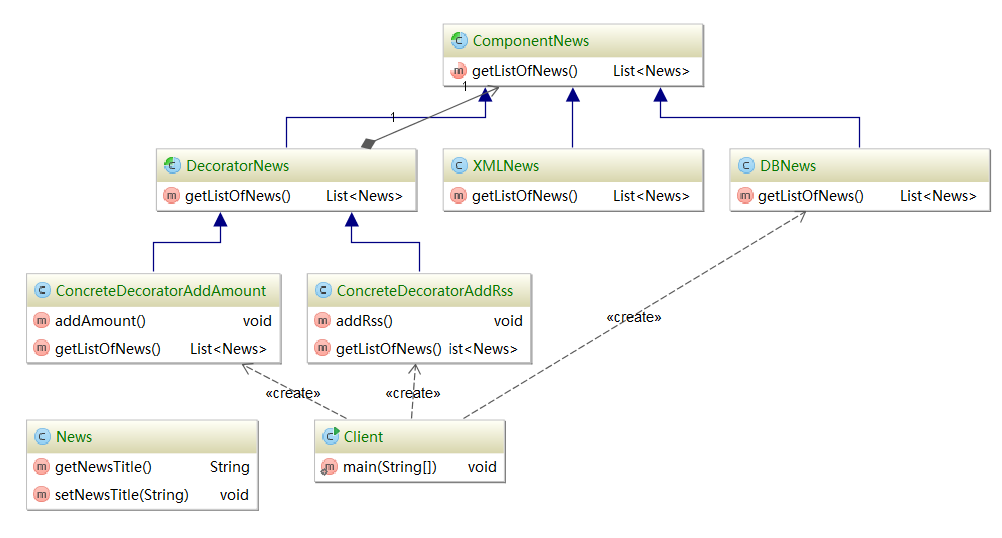 ComponentNews
getListOfNews() List<News>
1
1
DecoratorNews
getListOfNews() List<News>
XMLNews
getListOfNews() List<News>
DBNews
getListOfNews() List<News>
ConcreteDecoratorAddAmount
addAmount() void
getListOfNews() List<News>
ConcreteDecoratorAddRss
addRss() void
getListOfNews() ist<News>
«create»
«create»
«create»
News
getNewsTitle() String
setNewsTitle(String) void
Client
main(String[]) void